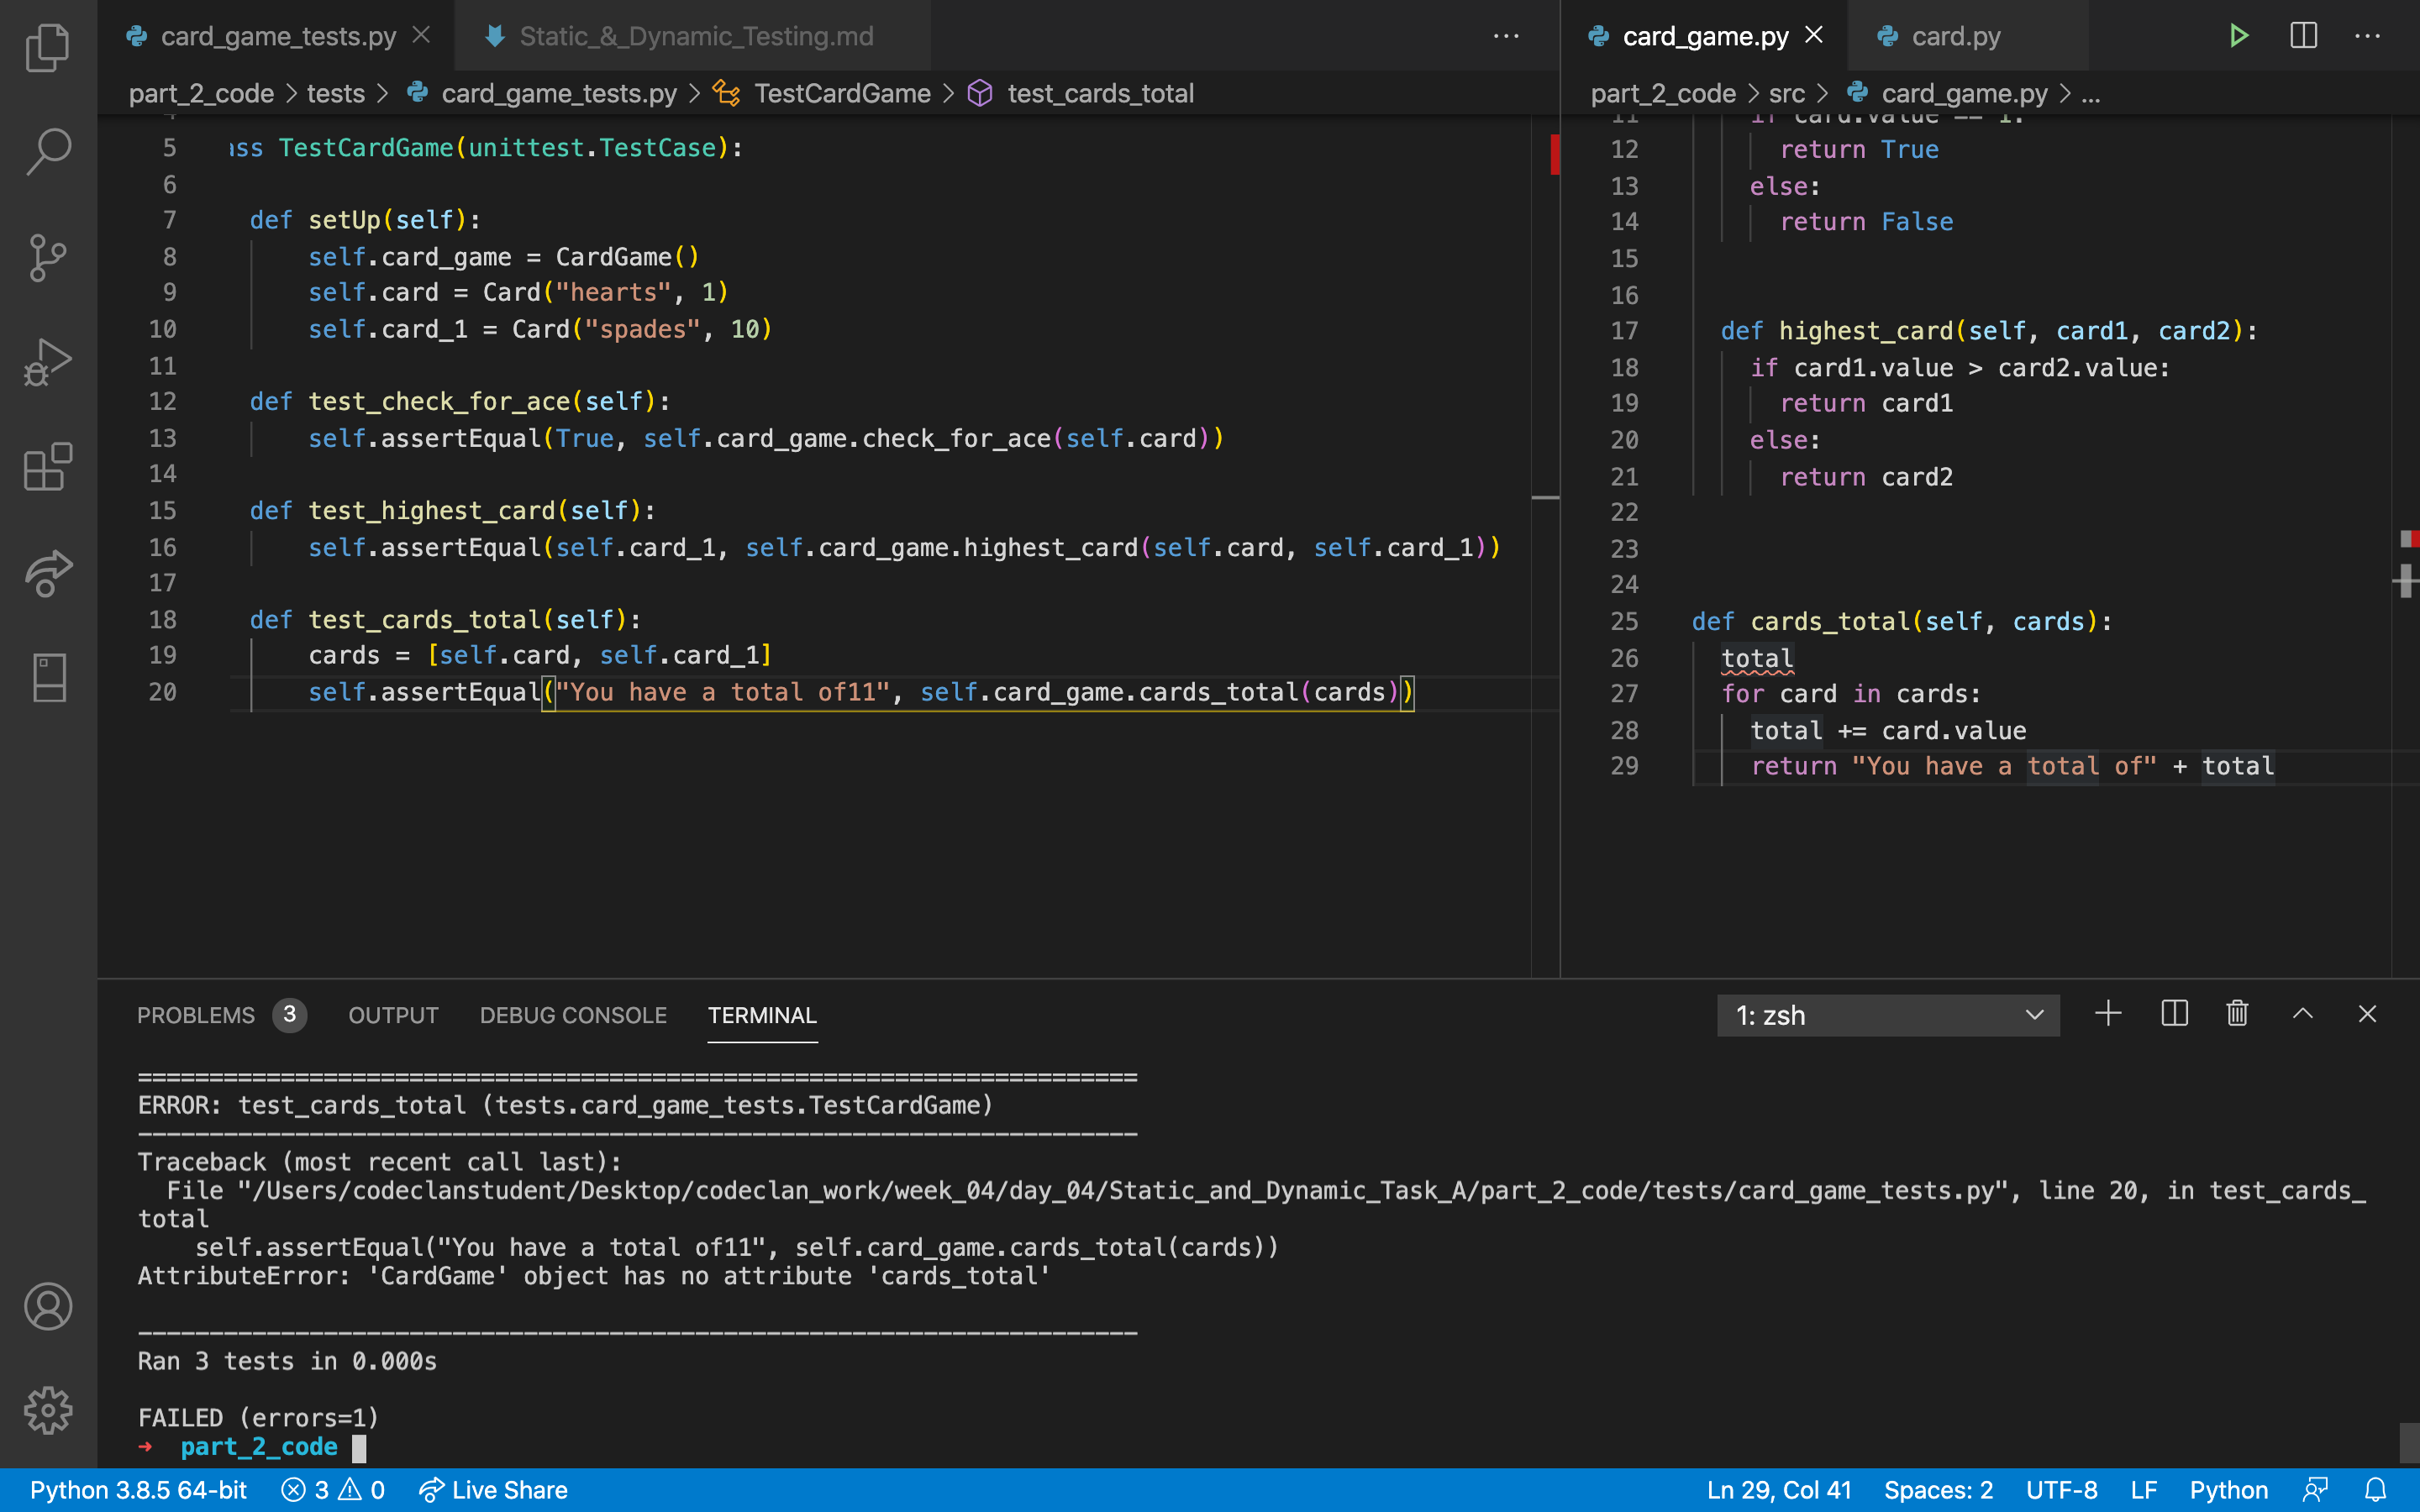 card_game_tests.py
Static_&_Dynamic_Testing.md
part_2_code > tests > card_game_tests.py > TestCardGame > test_cards_total
4
5 ass TestCardGame(unittest.TestCase):
6
7 def setUp(self):
8 self.card_game = CardGame()
9 self.card = Card("hearts", 1)
10 self.card_1 = Card("spades", 10)
11
12 def test_check_for_ace(self):
13 self.assertEqual(True, self.card_game.check_for_ace(self.card))
14
15 def test_highest_card(self):
16 self.assertEqual(self.card_1, self.card_game.highest_card(self.card, self.card_1))
17
18 def test_cards_total(self):
19 cards = [self.card, self.card_1]
20 self.assertEqual("You have a total of11", self.card_game.cards_total(cards))
card_game.py
card.py
part_2_code > src > card_game.py > ...
11 if card.value == 1:
12 return True
13 else:
14 return False
15
16
17 def highest_card(self, card1, card2):
18 if card1.value > card2.value:
19 return card1
20 else:
21 return card2
22
23
24
25 def cards_total(self, cards):
26 total
27 for card in cards:
28 total += card.value
29 return "You have a total of" + total
PROBLEMS 3 OUTPUT DEBUG CONSOLE TERMINAL
1: zsh
======================================================================
ERROR: test_cards_total (tests.card_game_tests.TestCardGame)
----------------------------------------------------------------------
Traceback (most recent call last):
File "/Users/codeclanstudent/Desktop/codeclan_work/week_04/day_04/Static_and_Dynamic_Task_A/part_2_code/tests/card_game_tests.py", line 20, in test_cards_
total
self.assertEqual("You have a total of11", self.card_game.cards_total(cards))
AttributeError: 'CardGame' object has no attribute 'cards_total'
----------------------------------------------------------------------
Ran 3 tests in 0.000s
FAILED (errors=1)
➜ part_2_code
Python 3.8.5 64-bit 3 0 Live Share
Ln 29, Col 41 Spaces: 2 UTF-8 LF Python